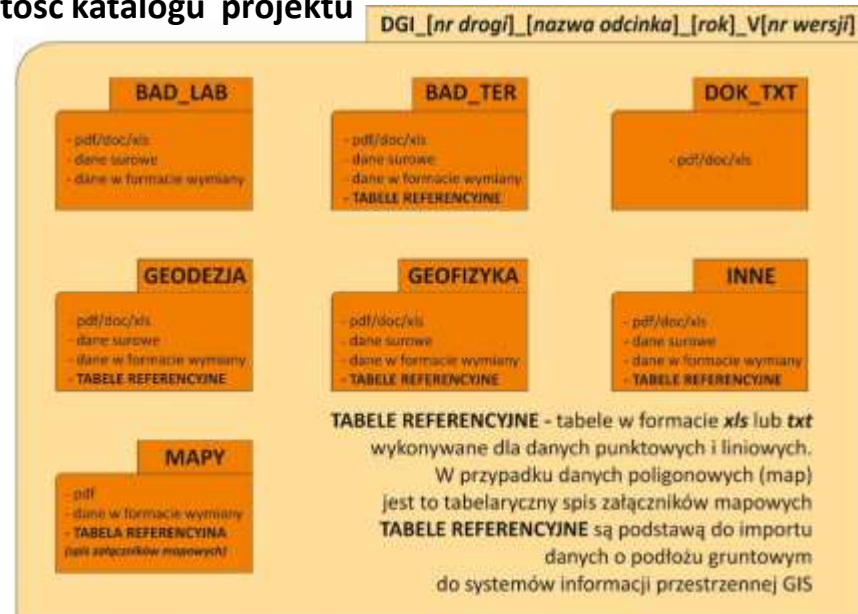 tość katalogu projektu
DGI_[nr drogi]_[nazwa odcinka]_[rok]_V[nr wersji]
BAD_LAB
- pdf/doc/xls
- dane surowe
- dane w formacie wymiany
BAD_TER
- pdf/doc/xls
- dane surowe
- dane w formacie wymiany
- TABELE REFERENCYJNE
DOK_TXT
- pdf/doc/xls
GEODEZJA
- pdf/doc/xls
- dane surowe
- dane w formacie wymiany
- TABELE REFERENCYJNE
GEOFIZYKA
- pdf/doc/xls
- dane surowe
- dane w formacie wymiany
- TABELE REFERENCYJNE
INNE
- pdf/doc/xls
- dane surowe
- dane w formacie wymiany
- TABELE REFERENCYJNE
MAPY
- pdf
- dane w formacie wymiany
- TABELA REFERENCYJNA
(spis załączników mapowych)
TABELE REFERENCYJNE - tabele w formacie xls lub txt
wykonywane dla danych punktowych i liniowych.
W przypadku danych poligonowych (map)
jest to tabelaryczny spis załączników mapowych
TABELE REFERENCYJNE są podstawą do importu
danych o podłożu gruntowym
do systemów informacji przestrzennej GIS